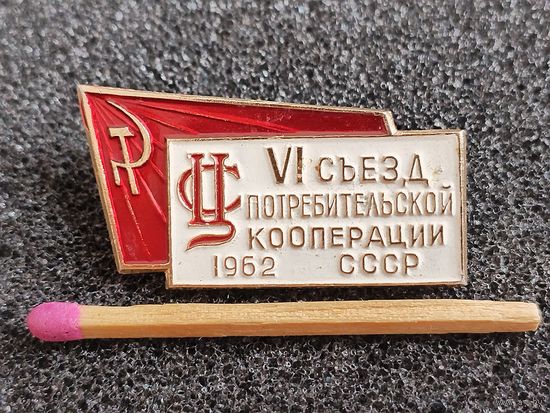 VI СЪЕЗД
ПОТРЕБИТЕЛЬСКОЙ
КООПЕРАЦИИ
1962 СССР